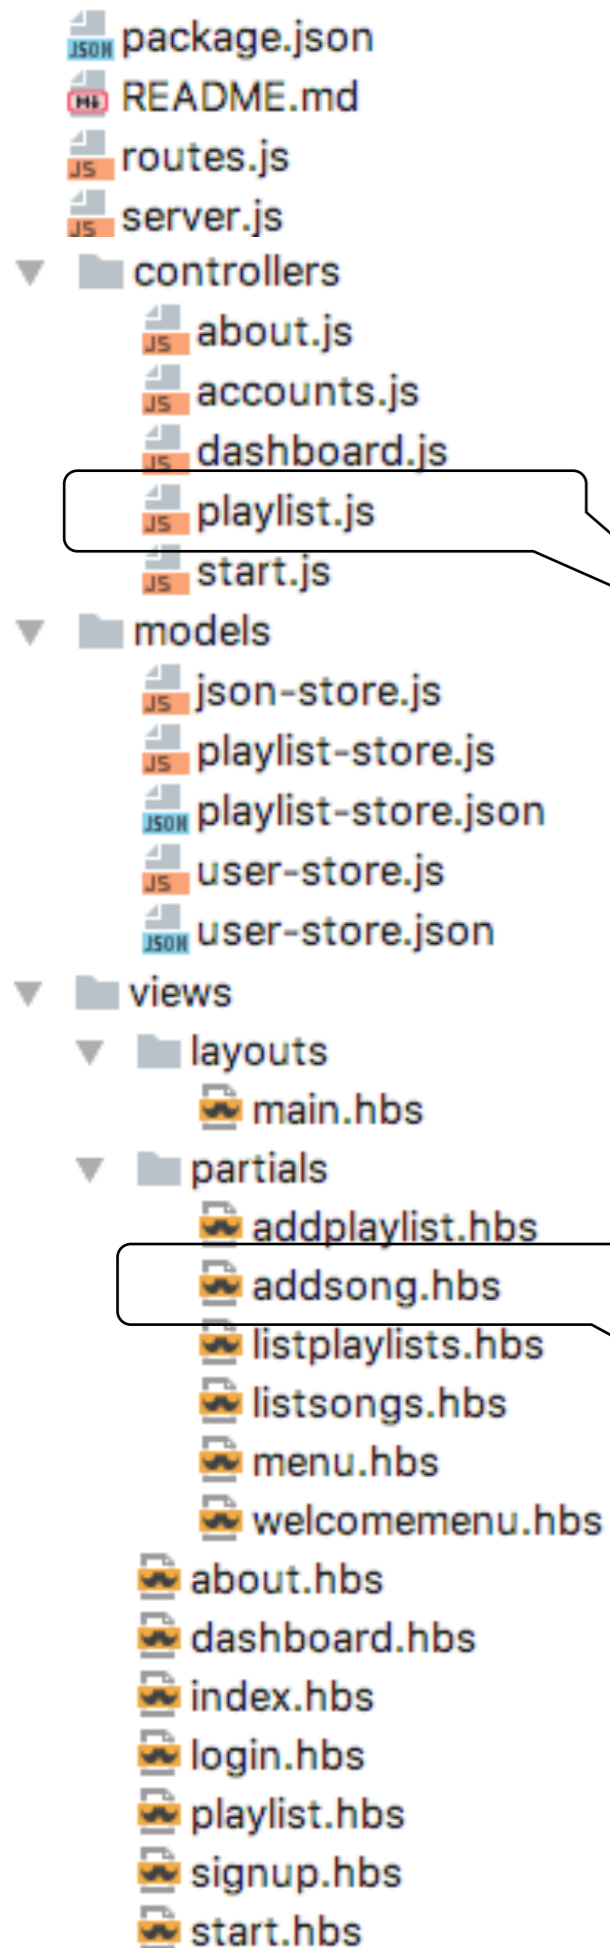 package.json
README.md
routes.js
server.js
controllers
about.js
accounts.js
dashboard.js
playlist.js
start.js
models
json-store.js
playlist-store.js
playlist-store.json
user-store.js
user-store.json
views
layouts
main.hbs
partials
addplaylist.hbs
addsong.hbs
listplaylists.hbs
listsongs.hbs
menu.hbs
welcomemenu.hbs
about.hbs
dashboard.hbs
index.hbs
login.hbs
playlist.hbs
signup.hbs
start.hbs